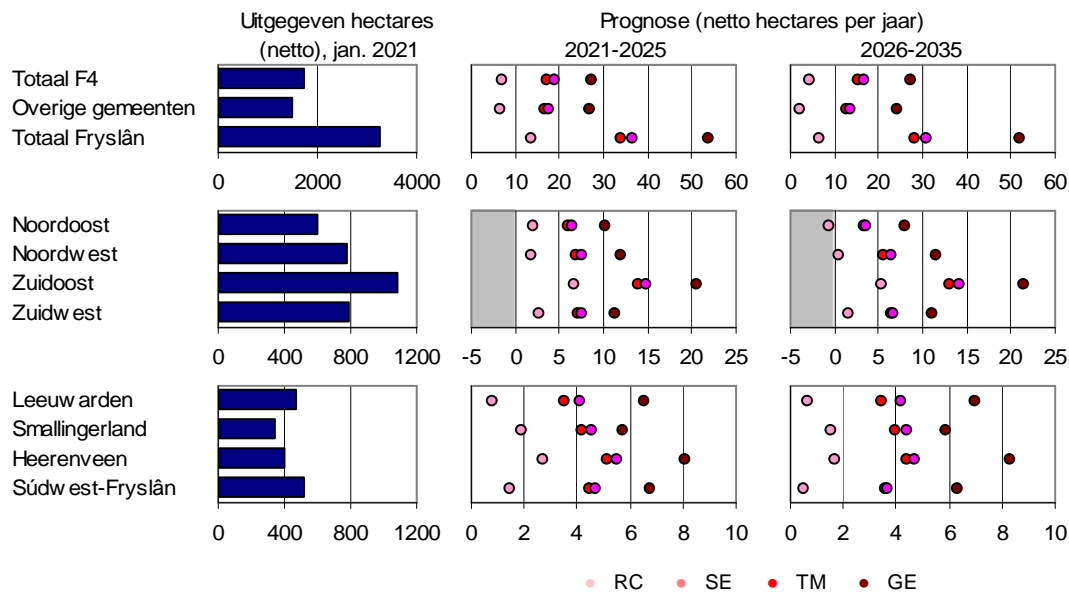 Uitgegeven hectares
(netto), jan. 2021
Prognose (netto hectares per jaar)
2021-2025
2026-2035
Totaal F4
Overige gemeenten
Totaal Fryslân
0 2000 4000
0 10 20 30 40 50 60
0 10 20 30 40 50 60
Noordoost
Noordwest
Zuidoost
Zuidwest
0 400 800 1200
-5 0 5 10 15 20 25
-5 0 5 10 15 20 25
Leeuwarden
Smallingerland
Heerenveen
Súdwest-Fryslân
0 400 800 1200
0 2 4 6 8 10
0 2 4 6 8 10
RC SE TM GE